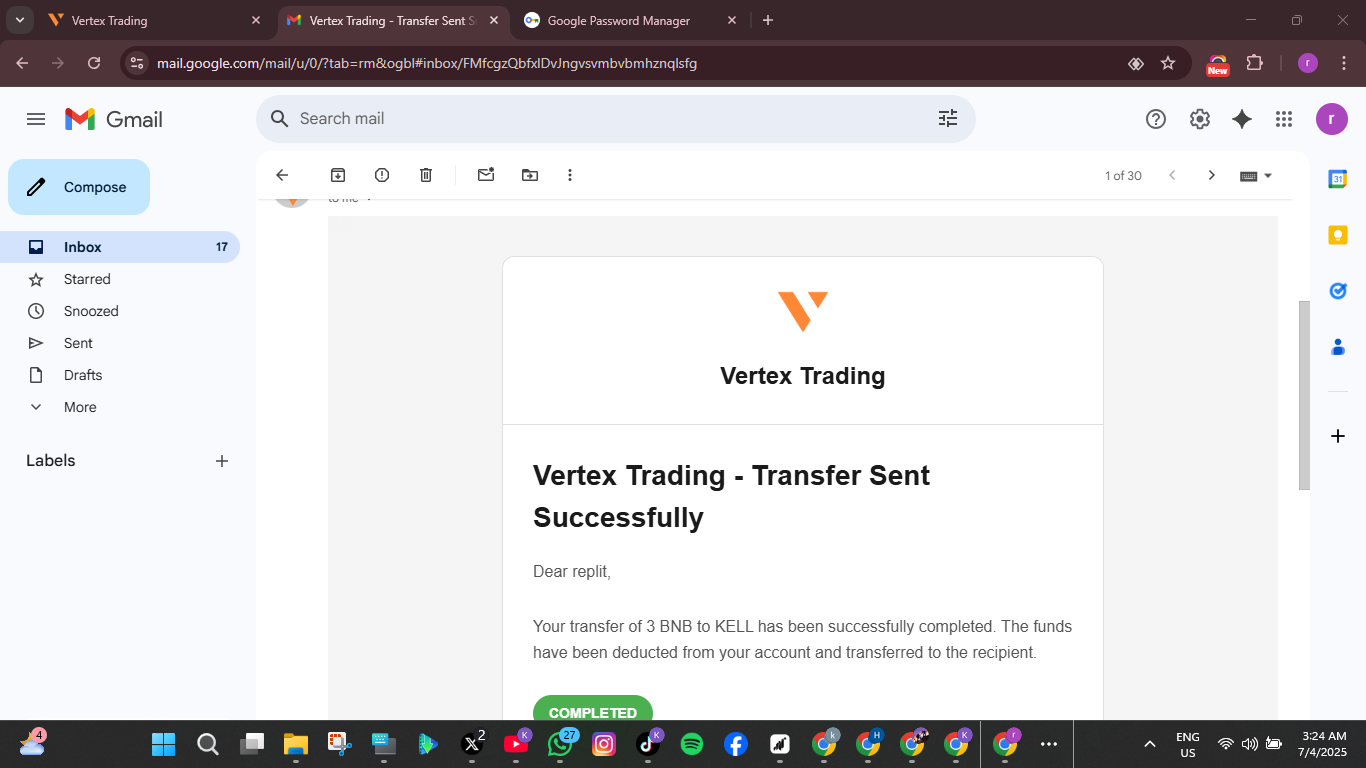 Vertex Trading
Vertex Trading - Transfer Sent S
Google Password Manager
mail.google.com/mail/u/0/?tab=rm&ogbl#inbox/FMfcgzQbfxlDvJngvsvmbvbmhznqlsfg
New
r
Gmail
Search mail
r
Compose
1 of 30
31
to me
Inbox 17
Starred
Snoozed
Sent
Drafts
More
Labels
Vertex Trading
Vertex Trading - Transfer Sent
Successfully
Dear replit,
Your transfer of 3 BNB to KELL has been successfully completed. The funds
have been deducted from your account and transferred to the recipient.
COMPLETED
4
2
K
27
K
k
H
K
r
ENG
US
3:24 AM
7/4/2025